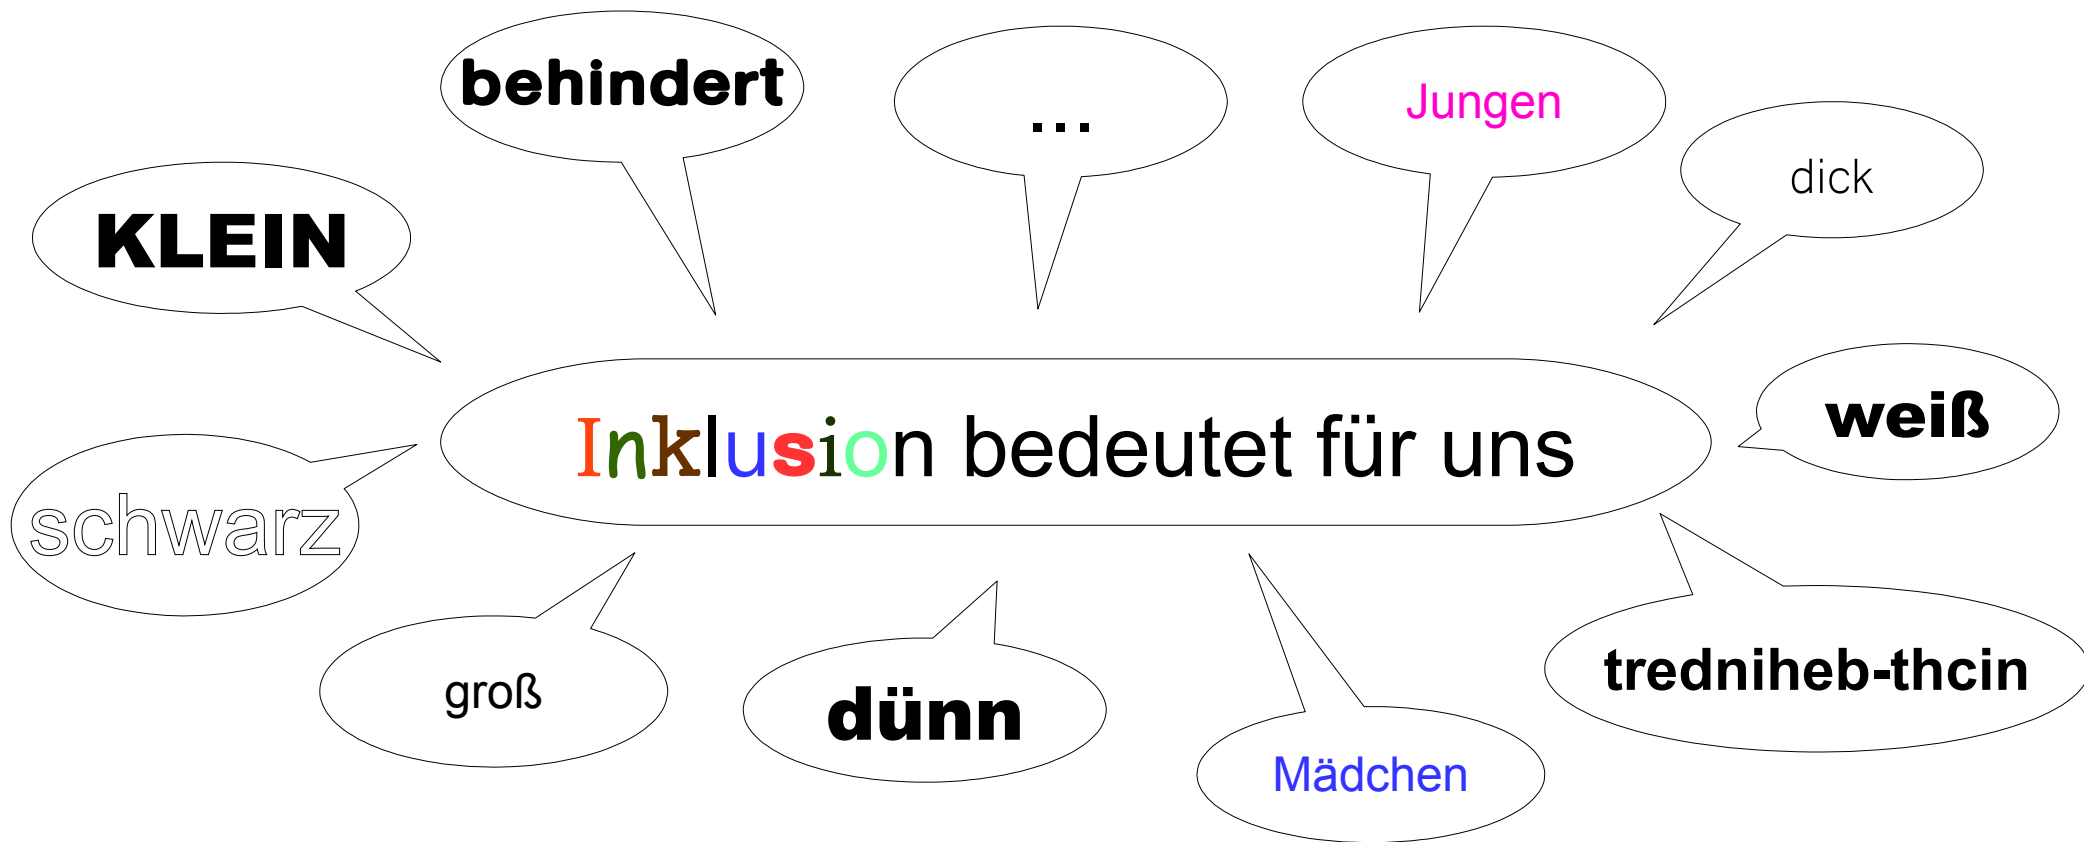 behindert
...
Jungen
dick
KLEIN
weiß
Inklusion bedeutet für uns
schwarz
groß
dünn
Mädchen
tredniheb-thcin